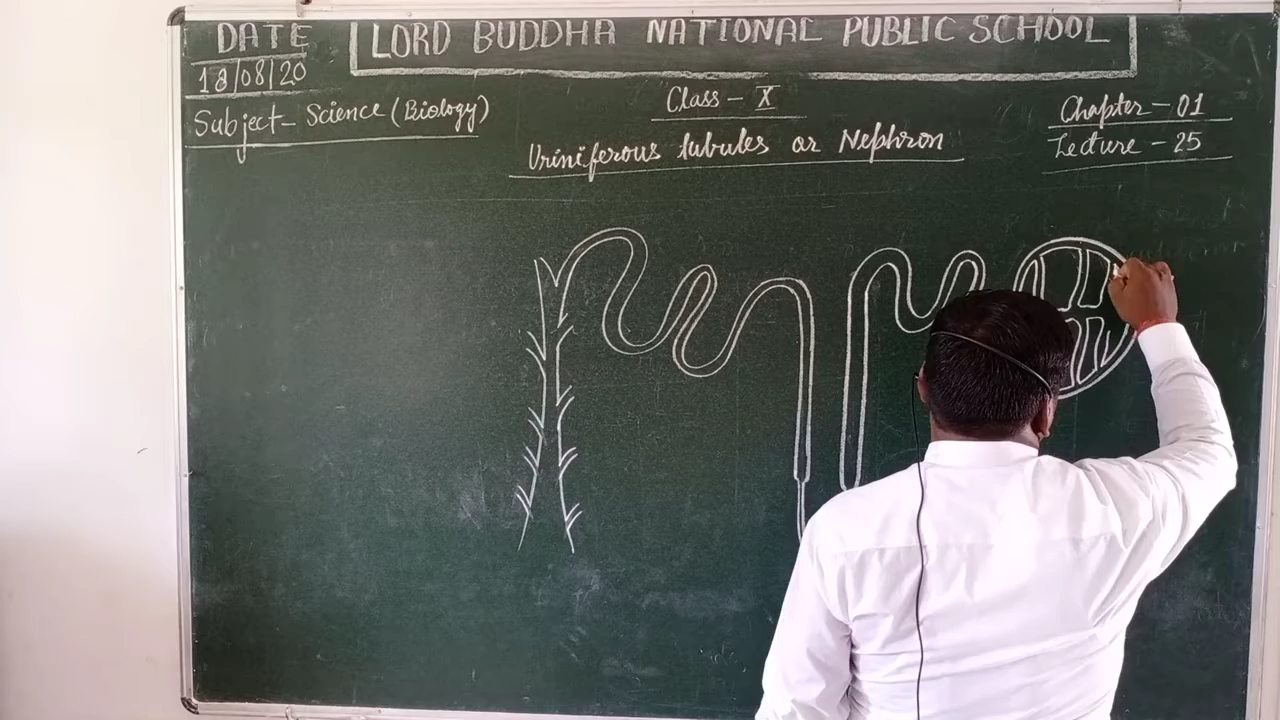 DATE
18/08/20
LORD BUDDHA NATIONAL PUBLIC SCHOOL
Subject- Science (Biology)
Class - X
Chapter - 01
Lecture - 25
Uriniferous tubules or Nephron